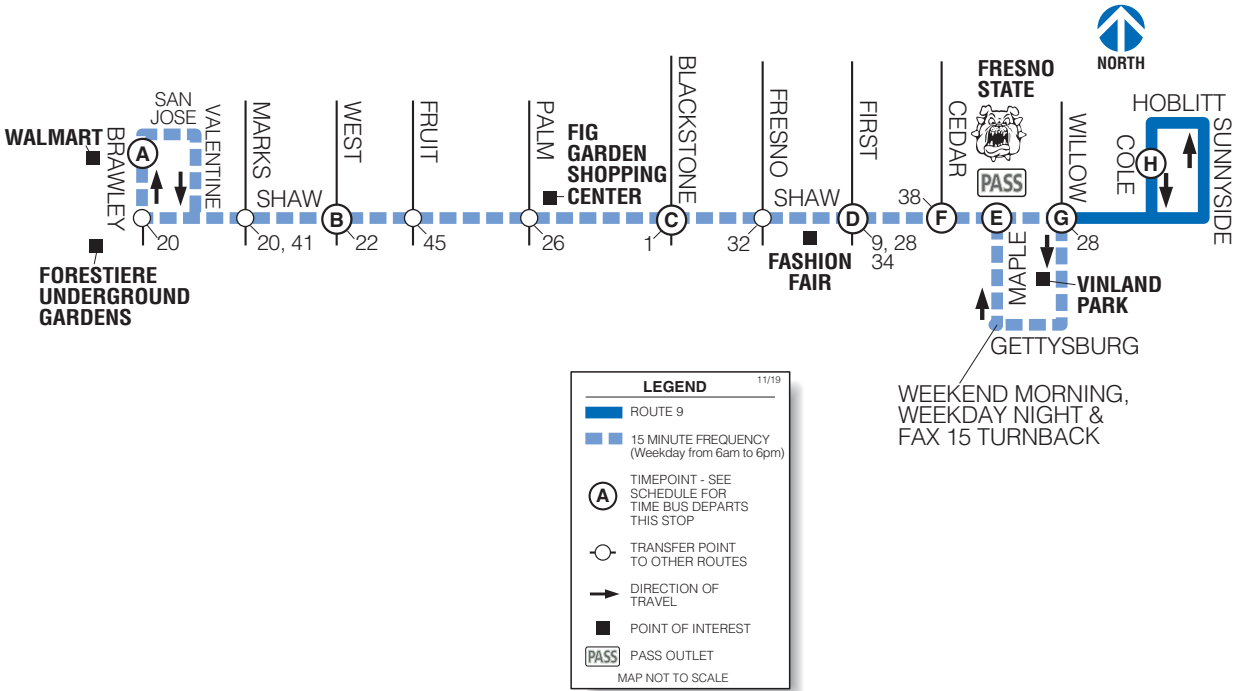 NORTH
FRESNO
STATE
PASS
WALMART
BRAWLEY
A
SAN
JOSE
VALENTINE
MARKS
WEST
FRUIT
PALM
FIG
GARDEN
SHOPPING
CENTER
BLACKSTONE
FRESNO
FIRST
CEDAR
WILLOW
HOBLITT
COLE
SUNNYSIDE
H
SHAW
SHAW
20
20, 41
B
22
45
26
C
1
32
D
9, 28
34
38
F
E
G
28
FORESTIERE
UNDERGROUND
GARDENS
FASHION
FAIR
MAPLE
VINLAND
PARK
GETTYSBURG
WEEKEND MORNING,
WEEKDAY NIGHT &
FAX 15 TURNBACK
LEGEND
11/19
ROUTE 9
15 MINUTE FREQUENCY
(Weekday from 6am to 6pm)
A
TIMEPOINT - SEE
SCHEDULE FOR
TIME BUS DEPARTS
THIS STOP
TRANSFER POINT
TO OTHER ROUTES
DIRECTION OF
TRAVEL
POINT OF INTEREST
PASS
PASS OUTLET
MAP NOT TO SCALE